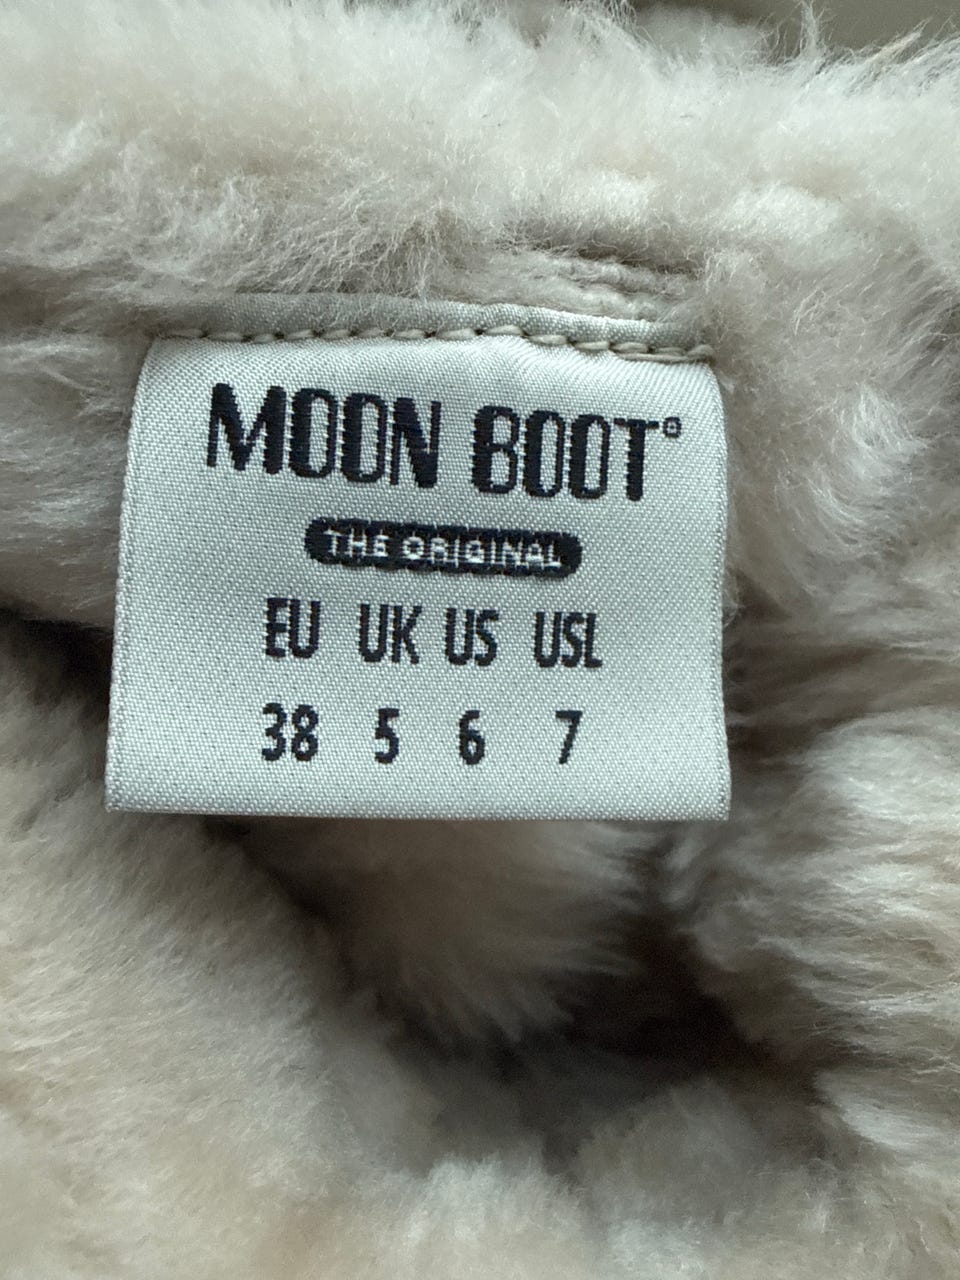 MOON BOOT®
THE ORIGINAL
EU UK US USL
38 5 6 7